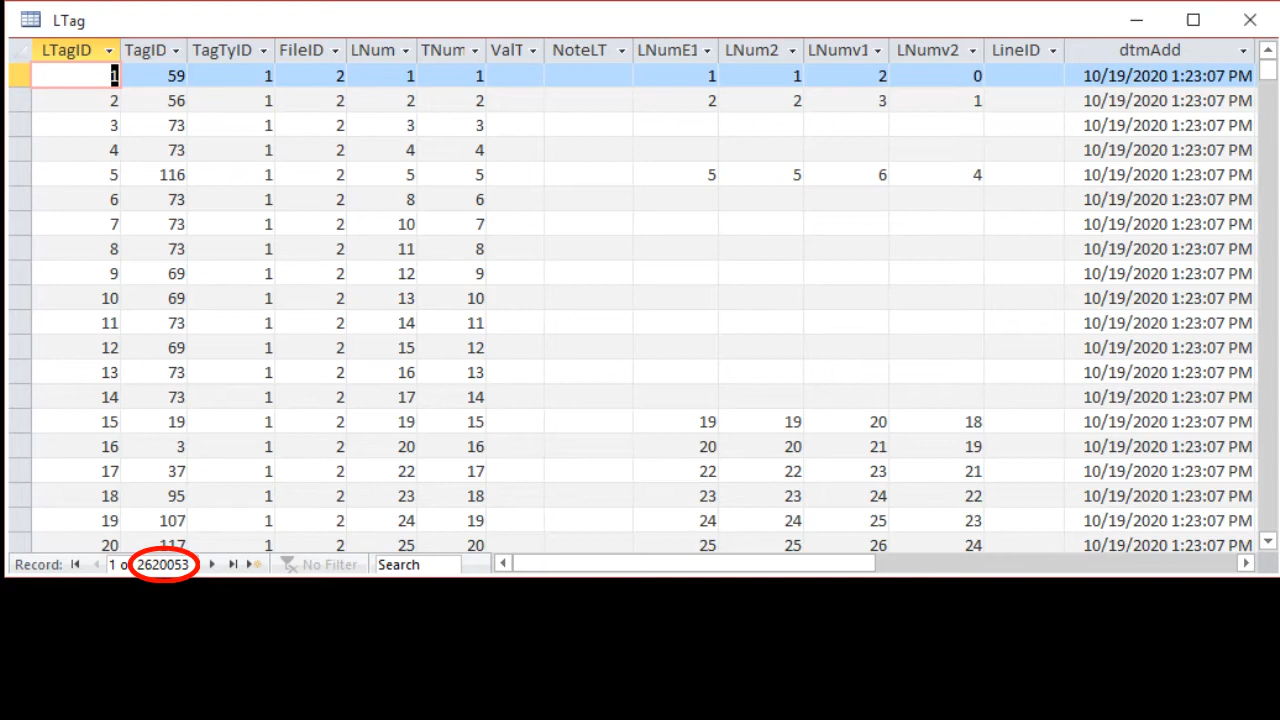 LTag
LTagID TagID TagTyID FileID LNum TNum ValT NoteLT LNumE1 LNum2 LNumv1 LNumv2 LineID dtmAdd
1 59 1 2 1 1 1 1 2 0 10/19/2020 1:23:07 PM
2 56 1 2 2 2 2 2 3 1 10/19/2020 1:23:07 PM
3 73 1 2 3 3 10/19/2020 1:23:07 PM
4 73 1 2 4 4 10/19/2020 1:23:07 PM
5 116 1 2 5 5 5 5 6 4 10/19/2020 1:23:07 PM
6 73 1 2 8 6 10/19/2020 1:23:07 PM
7 73 1 2 10 7 10/19/2020 1:23:07 PM
8 73 1 2 11 8 10/19/2020 1:23:07 PM
9 69 1 2 12 9 10/19/2020 1:23:07 PM
10 69 1 2 13 10 10/19/2020 1:23:07 PM
11 73 1 2 14 11 10/19/2020 1:23:07 PM
12 69 1 2 15 12 10/19/2020 1:23:07 PM
13 73 1 2 16 13 10/19/2020 1:23:07 PM
14 73 1 2 17 14 10/19/2020 1:23:07 PM
15 19 1 2 19 15 19 19 20 18 10/19/2020 1:23:07 PM
16 3 1 2 20 16 20 20 21 19 10/19/2020 1:23:07 PM
17 37 1 2 22 17 22 22 23 21 10/19/2020 1:23:07 PM
18 95 1 2 23 18 23 23 24 22 10/19/2020 1:23:07 PM
19 107 1 2 24 19 24 24 25 23 10/19/2020 1:23:07 PM
20 117 1 2 25 20 25 25 26 24 10/19/2020 1:23:07 PM
Record: 1 o 2620053 No Filter Search